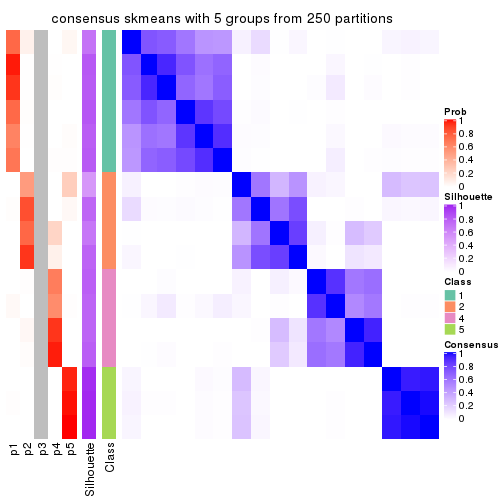 consensus skmeans with 5 groups from 250 partitions
Prob
1
0.8
0.6
0.4
0.2
0
Silhouette
1
0.8
0.6
0.4
0.2
0
Class
1
2
4
5
Consensus
1
0.8
0.6
0.4
0.2
0
p1
p2
p3
p4
p5
Silhouette
Class